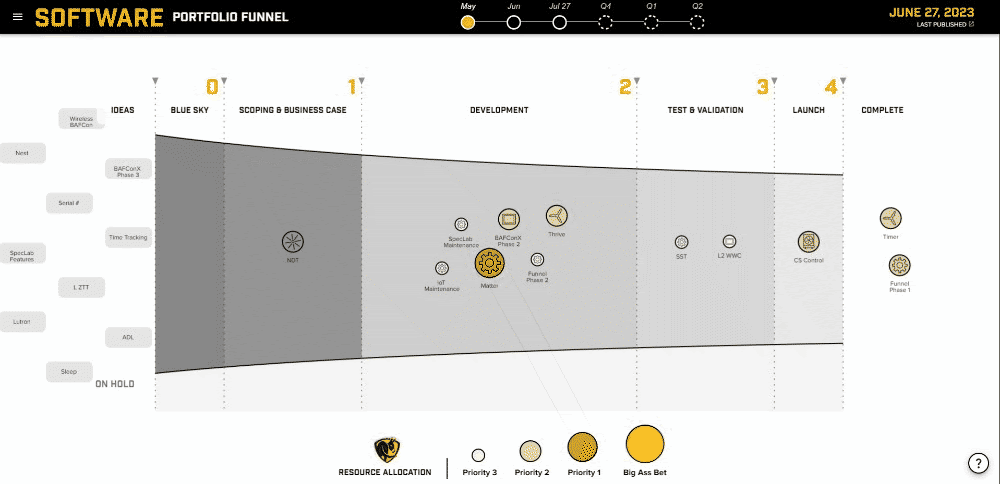 SOFTWARE PORTFOLIO FUNNEL
May Jun Jul 27 Q4 Q1 Q2
JUNE 27, 2023
LAST PUBLISHED
0 1 2 3 4
IDEAS BLUE SKY SCOPING & BUSINESS CASE DEVELOPMENT TEST & VALIDATION LAUNCH COMPLETE
Wireless
BAFCon
Nest
BAFConX
Phase 3
Serial #
Time Tracking
SpecLab
Features
L ZTT
Lutron
ADL
Sleep
ON HOLD
NDT
SpecLab
Maintenance
BAFConX
Phase 2
Thrive
IoT
Maintenance
Matter
Funnel
Phase 2
SST
L2 WWC
CS Control
Timer
Funnel
Phase 1
RESOURCE ALLOCATION
Priority 3 Priority 2 Priority 1 Big Ass Bet
?